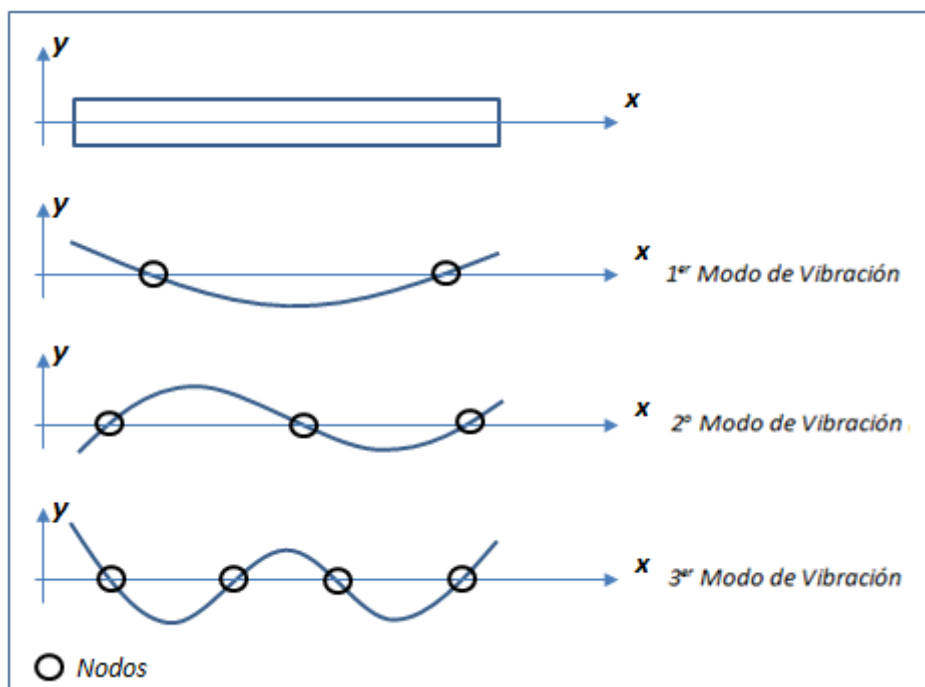 y
x
y
x
1er Modo de Vibración
y
x
2º Modo de Vibración
y
x
3er Modo de Vibración
Nodos